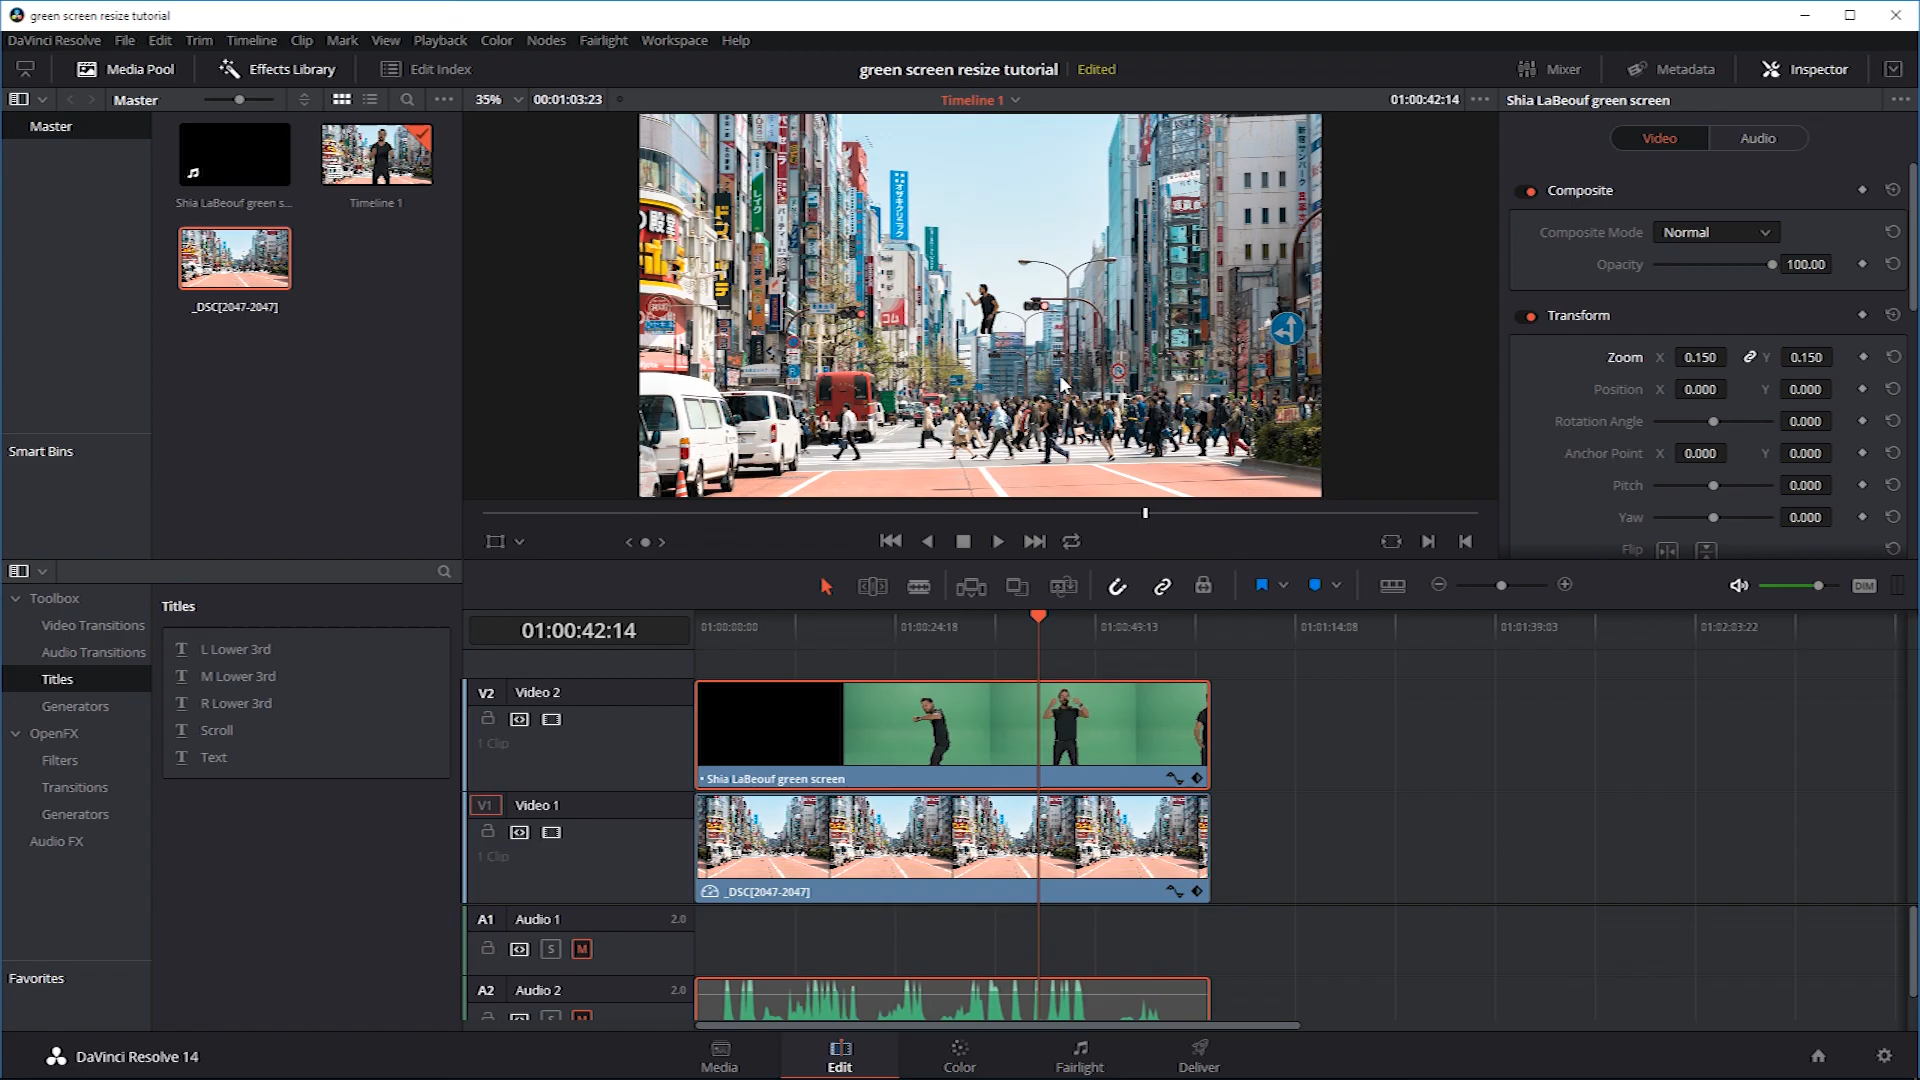 green screen resize tutorial
DaVinci Resolve File Edit Trim Timeline Clip Mark View Playback Color Nodes Fairlight Workspace Help
Media Pool Effects Library Edit Index green screen resize tutorial Edited Mixer Metadata Inspector
Master 35% 00:01:03:23 Timeline 1 01:00:42:14 Shia LaBeouf green screen
Master
Video Audio
Shia LaBeouf green s... Timeline 1
_DSC[2047-2047]
Composite
Composite Mode Normal
Opacity 100.00
Transform
Zoom X 0.150 Y 0.150
Position X 0.000 Y 0.000
Rotation Angle 0.000
Anchor Point X 0.000 Y 0.000
Pitch 0.000
Yaw 0.000
Flip
Smart Bins
DIM
Toolbox
Video Transitions
Audio Transitions
Titles
Generators
OpenFX
Filters
Transitions
Generators
Audio FX
Favorites
Titles
L Lower 3rd
M Lower 3rd
R Lower 3rd
Scroll
Text
01:00:42:14 01:00:00:00 01:00:24:18 01:00:49:13 01:01:14:08 01:01:39:03 01:02:03:22
V2 Video 2
1 Clip
• Shia LaBeouf green screen
V1 Video 1
1 Clip
_DSC[2047-2047]
A1 Audio 1 2.0
S M
A2 Audio 2 2.0
S M
DaVinci Resolve 14
Media Edit Color Fairlight Deliver